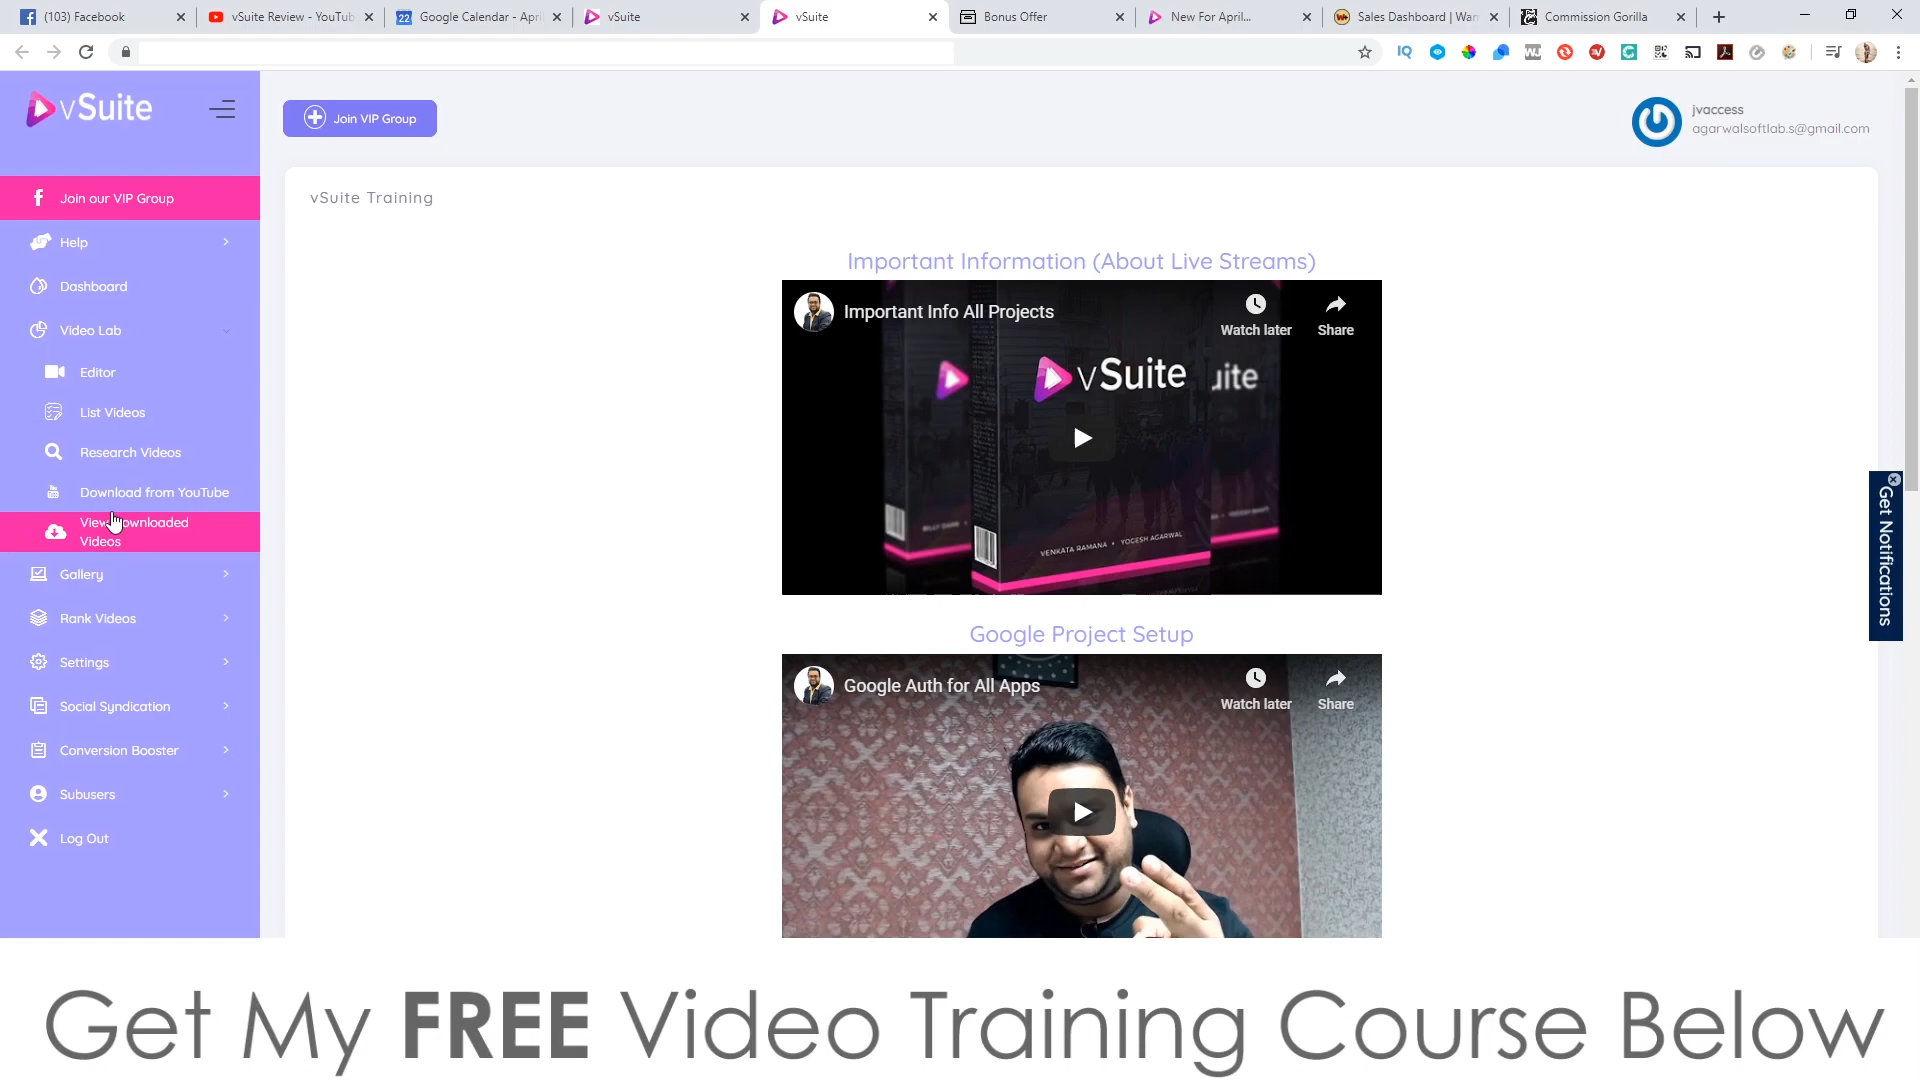 (103) Facebook
vSuite Review - YouTub
Google Calendar - Apri
vSuite
vSuite
Bonus Offer
New For April...
Sales Dashboard | Warr
Commission Gorilla
vSuite
Join VIP Group
jvaccess
agarwalsoftlab.s@gmail.com
Join our VIP Group
Help
Dashboard
Video Lab
Editor
List Videos
Research Videos
Download from YouTube
View Downloaded
Videos
Gallery
Rank Videos
Settings
Social Syndication
Conversion Booster
Subusers
Log Out
vSuite Training
Important Information (About Live Streams)
Important Info All Projects
Watch later
Share
vSuite
uite
VENKATA RAMANA • YOGESH AGARWAL
Google Project Setup
Google Auth for All Apps
Watch later
Share
Get Notifications
Get My FREE Video Training Course Below